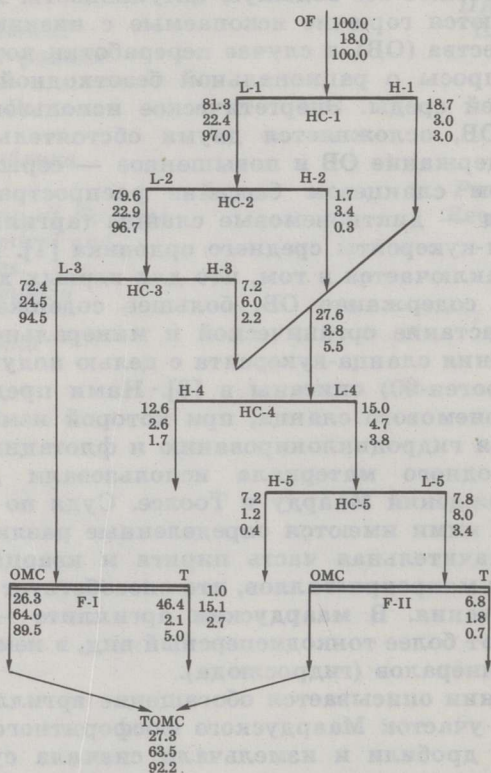 OF 100.0
18.0
100.0
L-1 H-1
81.3 HC-1 18.7
22.4 3.0
97.0 3.0
L-2 H-2
79.6 HC-2 1.7
22.9 3.4
96.7 0.3
L-3 H-3
72.4 HC-3 7.2
24.5 6.0
94.5 2.2
27.6
3.8
5.5
H-4 L-4
12.6 HC-4 15.0
2.6 4.7
1.7 3.8
H-5 L-5
7.2 HC-5 7.8
1.2 8.0
0.4 3.4
OMC T OMC T
26.3 F-I 46.4 1.0 F-II 6.8
64.0 2.1 15.1 1.8
89.5 5.0 2.7 0.7
TOMC
27.3
63.5
92.2